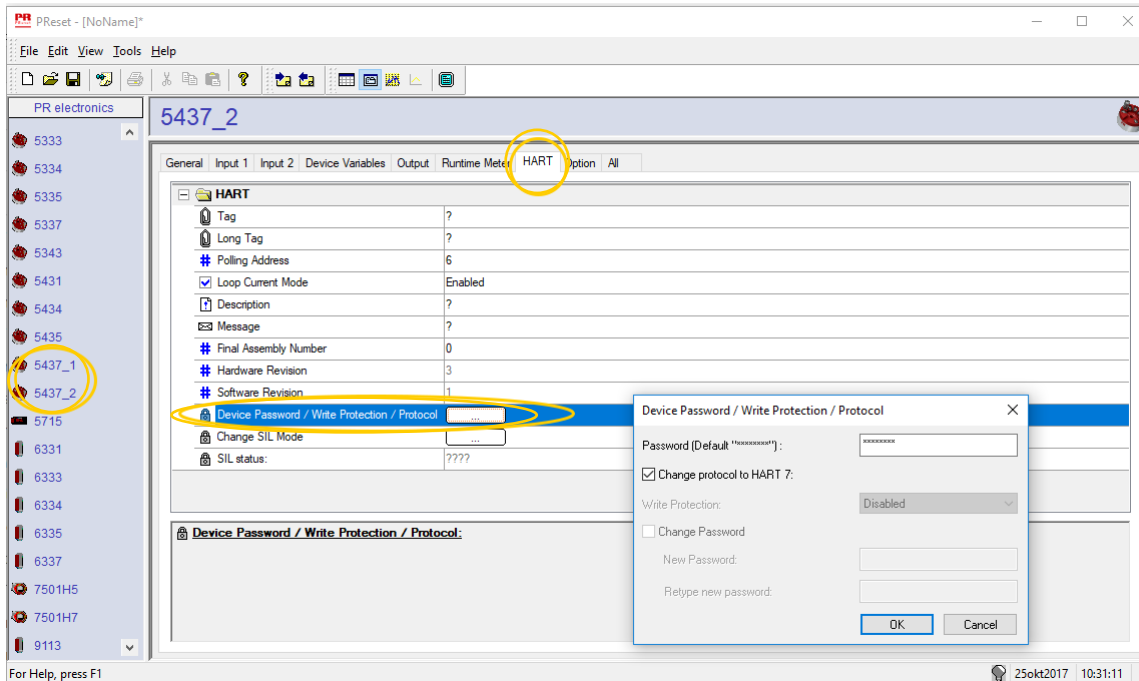 PR PReset - [NoName]*
File Edit View Tools Help
PR electronics
5333
5334
5335
5337
5343
5431
5434
5435
5437_1
5437_2
5715
6331
6333
6334
6335
6337
7501H5
7501H7
9113
5437_2
General Input 1 Input 2 Device Variables Output Runtime Meter HART Option All
HART
Tag ?
Long Tag ?
# Polling Address 6
Loop Current Mode Enabled
Description ?
Message ?
# Final Assembly Number 0
# Hardware Revision 3
# Software Revision 1
Device Password / Write Protection / Protocol ...
Change SIL Mode ...
SIL status: ????
Device Password / Write Protection / Protocol:
Device Password / Write Protection / Protocol
Password (Default "********") : ********
Change protocol to HART 7:
Write Protection: Disabled
Change Password
New Password:
Retype new password:
OK Cancel
For Help, press F1 25okt2017 10:31:11